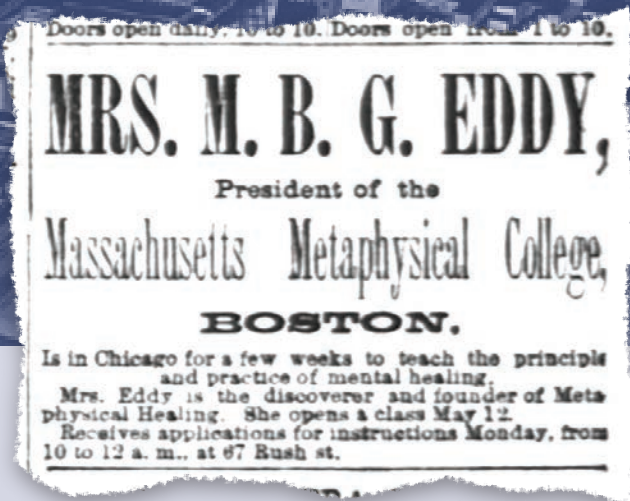 Doors open daily, 10 to 10. Doors open from 1 to 10.
MRS. M. B. G. EDDY,
President of the
Massachusetts Metaphysical College,
BOSTON.
Is in Chicago for a few weeks to teach the principle
and practice of mental healing.
Mrs. Eddy is the discoverer and founder of Meta
physical Healing. She opens a class May 12.
Receives applications for instructions Monday, from
10 to 12 a. m., at 67 Rush st.